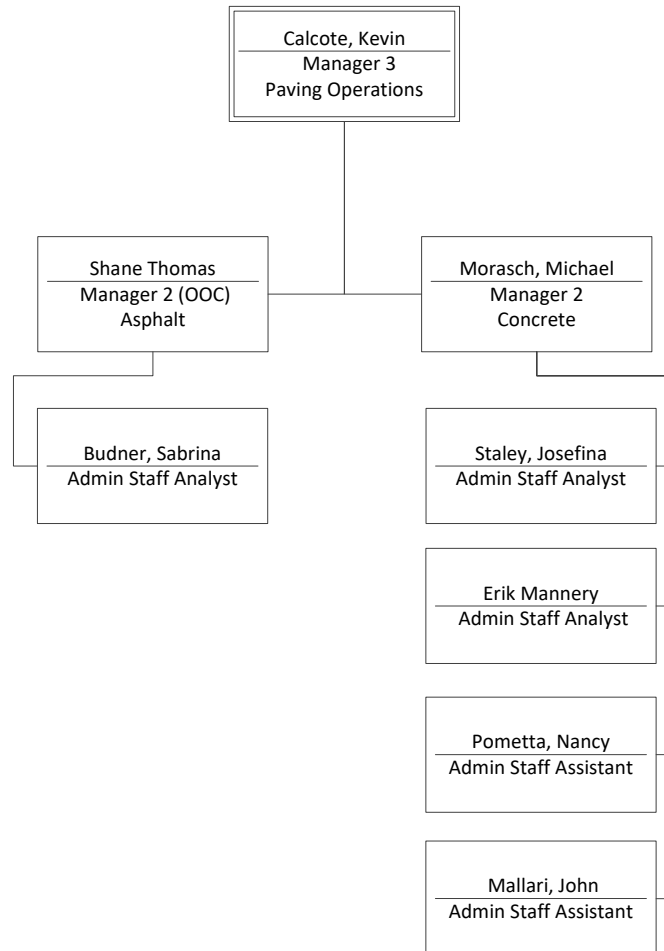 Calcote, Kevin
Manager 3
Paving Operations
Shane Thomas
Manager 2 (OOC)
Asphalt
Morasch, Michael
Manager 2
Concrete
Budner, Sabrina
Admin Staff Analyst
Staley, Josefina
Admin Staff Analyst
Erik Mannery
Admin Staff Analyst
Pometta, Nancy
Admin Staff Assistant
Mallari, John
Admin Staff Assistant